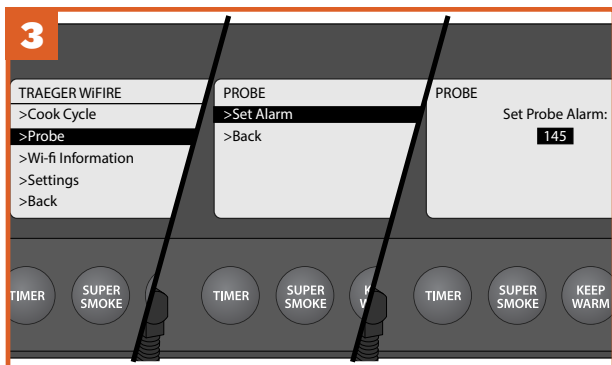 3
TRAEGER WiFIRE
>Cook Cycle
>Probe
>Wi-fi Information
>Settings
>Back
PROBE
>Set Alarm
>Back
PROBE
Set Probe Alarm:
145
TIMER
SUPER
SMOKE
TIMER
SUPER
SMOKE
TIMER
SUPER
SMOKE
KEEP
WARM